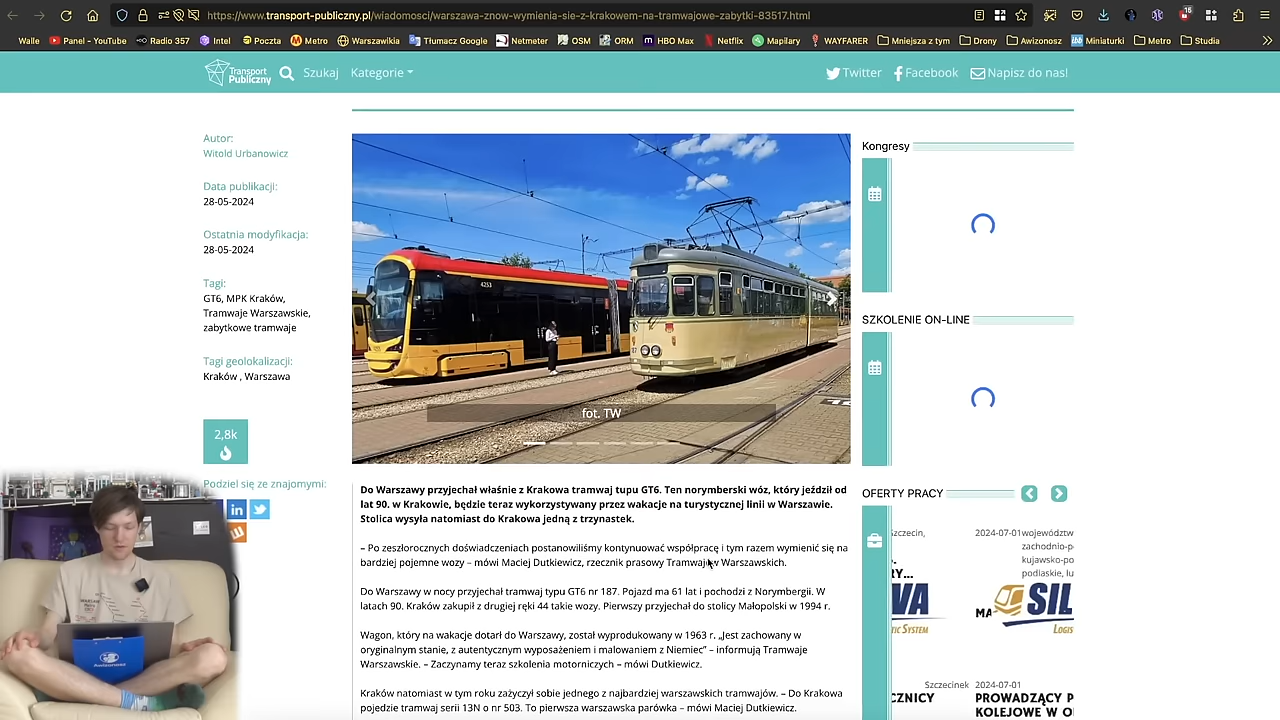 https://www.transport-publiczny.pl/wiadomosci/warszawa-znow-wymienia-sie-z-krakowem-na-tramwajowe-zabytki-83517.html
15
Walle Panel - YouTube Radio 357 Intel Poczta Metro Warszawikia Tłumacz Google Netmeter OSM ORM HBO Max Netflix Mapilary WAYFARER Mniejsza z tym Drony Awizonosz Miniaturki Metro Studia
Transport Publiczny Szukaj Kategorie Twitter Facebook Napisz do nas!
Autor:
Witold Urbanowicz
Data publikacji:
28-05-2024
Ostatnia modyfikacja:
28-05-2024
Tagi:
GT6, MPK Kraków,
Tramwaje Warszawskie,
zabytkowe tramwaje
Tagi geolokalizacji:
Kraków , Warszawa
2,8k
Podziel się ze znajomymi:
4253
fot. TW
Do Warszawy przyjechał właśnie z Krakowa tramwaj tupu GT6. Ten norymberski wóz, który jeździł od
lat 90. w Krakowie, będzie teraz wykorzystywany przez wakacje na turystycznej linii w Warszawie.
Stolica wysyła natomiast do Krakowa jedną z trzynastek.
– Po zeszłorocznych doświadczeniach postanowiliśmy kontynuować współpracę i tym razem wymienić się na
bardziej pojemne wozy – mówi Maciej Dutkiewicz, rzecznik prasowy Tramwajów Warszawskich.
Do Warszawy w nocy przyjechał tramwaj typu GT6 nr 187. Pojazd ma 61 lat i pochodzi z Norymbergii. W
latach 90. Kraków zakupił z drugiej ręki 44 takie wozy. Pierwszy przyjechał do stolicy Małopolski w 1994 r.
Wagon, który na wakacje dotarł do Warszawy, został wyprodukowany w 1963 r. „Jest zachowany w
oryginalnym stanie, z autentycznym wyposażeniem i malowaniem z Niemiec” – informują Tramwaje
Warszawskie. – Zaczynamy teraz szkolenia motorniczych – mówi Dutkiewicz.
Kraków natomiast w tym roku zażyczył sobie jednego z najbardziej warszawskich tramwajów. – Do Krakowa
pojedzie tramwaj serii 13N o nr 503. To pierwsza warszawska parówka – mówi Maciej Dutkiewicz.
Kongresy
SZKOLENIE ON-LINE
OFERTY PRACY
Szczecin,
2024-07-01 województw
zachodnio-p
kujawsko-po
podlaskie, lu
RY...
VA
TIC SYSTEM
MA
SIL
LOGIS
Szczecinek 2024-07-01
CZNICY PROWADZĄCY P
KOLEJOWE W O